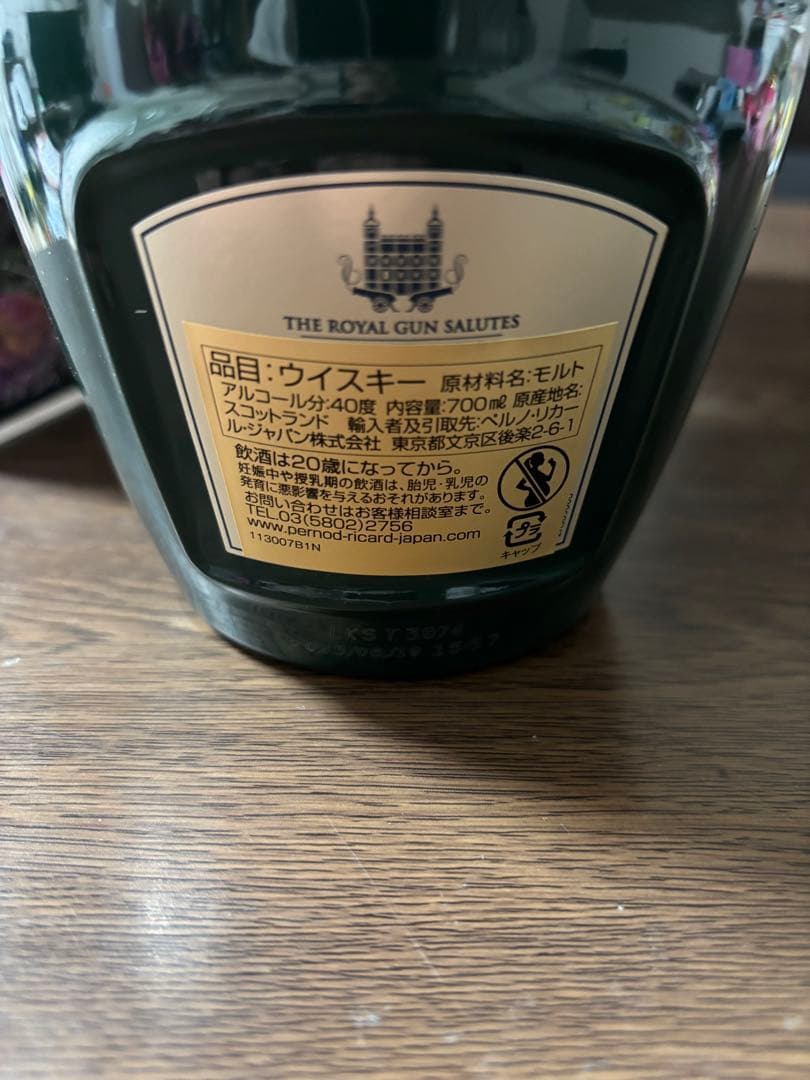 THE ROYAL GUN SALUTES
品目:ウイスキー 原材料名:モルト
アルコール分:40度 内容量:700㎖ 原産地名:
スコットランド 輸入者及引取先:ペルノ・リカー
ル・ジャパン株式会社 東京都文京区後楽2-6-1
飲酒は20歳になってから。
妊娠中や授乳期の飲酒は、胎児・乳児の
発育に悪影響を与えるおそれがあります。
お問い合わせはお客様相談室まで。
TEL.03(5802)2756
www.pernod-ricard-japan.com
113007B1N
プラ
キャップ